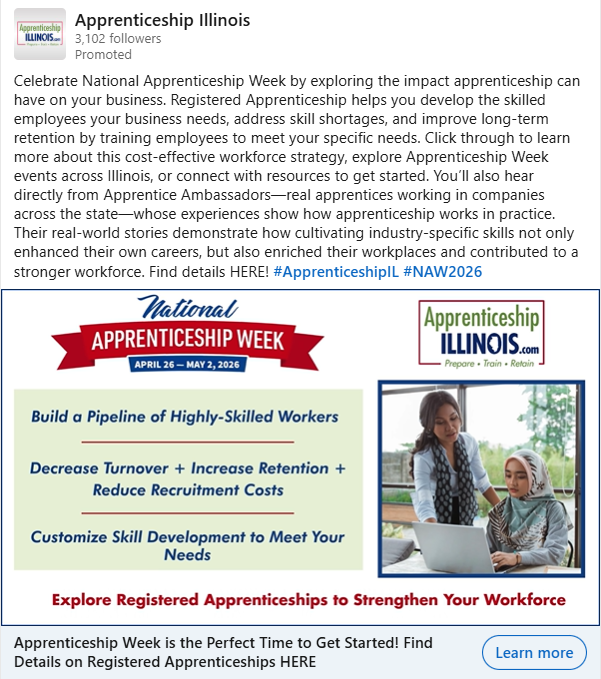 Apprenticeship
ILLINOIS.com
Prepare • Train • Retain
Apprenticeship Illinois
3,102 followers
Promoted
Celebrate National Apprenticeship Week by exploring the impact apprenticeship can
have on your business. Registered Apprenticeship helps you develop the skilled
employees your business needs, address skill shortages, and improve long-term
retention by training employees to meet your specific needs. Click through to learn
more about this cost-effective workforce strategy, explore Apprenticeship Week
events across Illinois, or connect with resources to get started. You’ll also hear
directly from Apprentice Ambassadors—real apprentices working in companies
across the state—whose experiences show how apprenticeship works in practice.
Their real-world stories demonstrate how cultivating industry-specific skills not only
enhanced their own careers, but also enriched their workplaces and contributed to a
stronger workforce. Find details HERE! #ApprenticeshipIL #NAW2026
National
APPRENTICESHIP WEEK
APRIL 26 — MAY 2, 2026
Apprenticeship
ILLINOIS.com
Prepare • Train • Retain
Build a Pipeline of Highly-Skilled Workers
Decrease Turnover + Increase Retention +
Reduce Recruitment Costs
Customize Skill Development to Meet Your
Needs
Explore Registered Apprenticeships to Strengthen Your Workforce
Apprenticeship Week is the Perfect Time to Get Started! Find
Details on Registered Apprenticeships HERE
Learn more